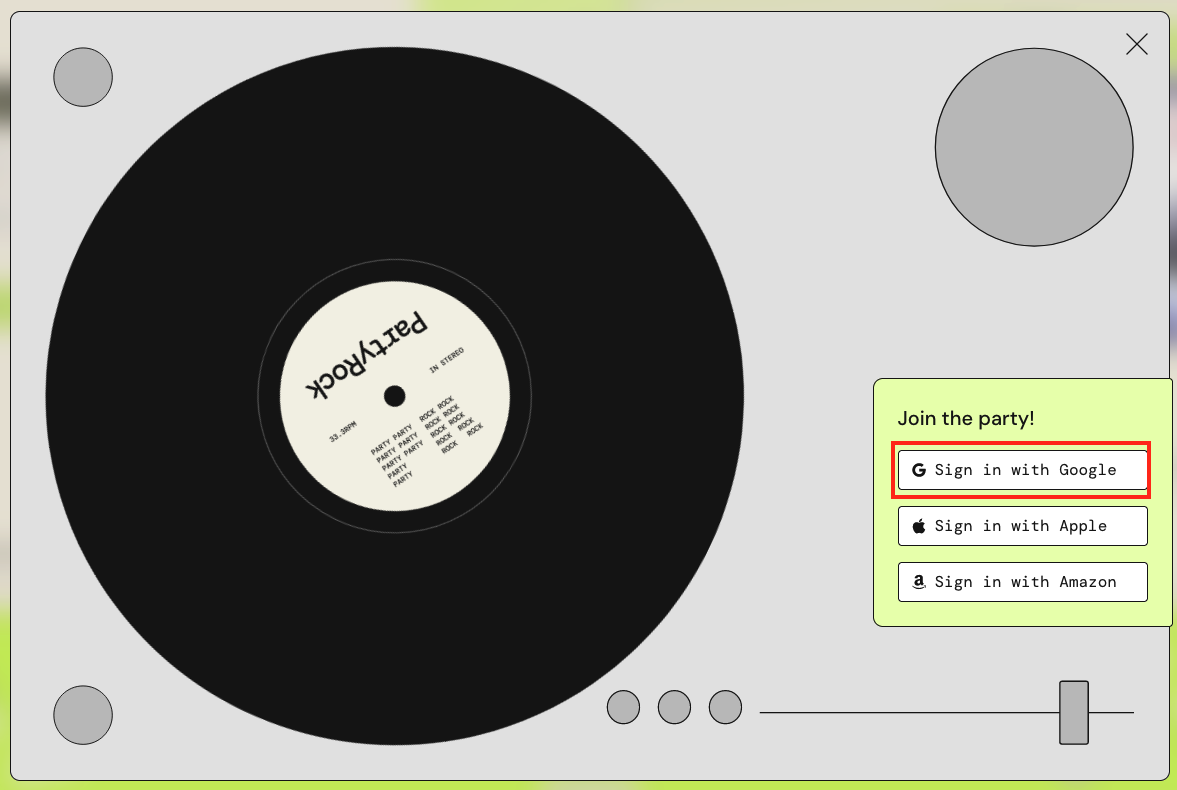 PartyRock
IN STEREO
33.3RPM
PARTY PARTY ROCK ROCK
PARTY PARTY ROCK ROCK
PARTY PARTY ROCK ROCK
PARTY ROCK ROCK
PARTY ROCK ROCK
Join the party!
Sign in with Google
Sign in with Apple
Sign in with Amazon